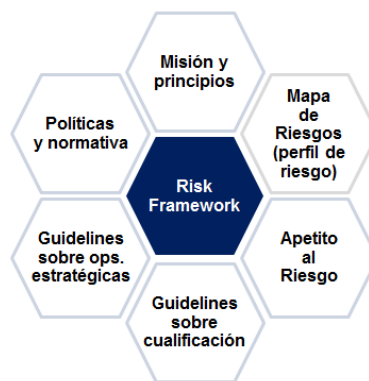 Misión y
principios
Mapa
de
Riesgos
(perfil de
riesgo)
Políticas
y normativa
Risk
Framework
Guidelines
sobre ops.
estratégicas
Apetito
al
Riesgo
Guidelines
sobre
cualificación